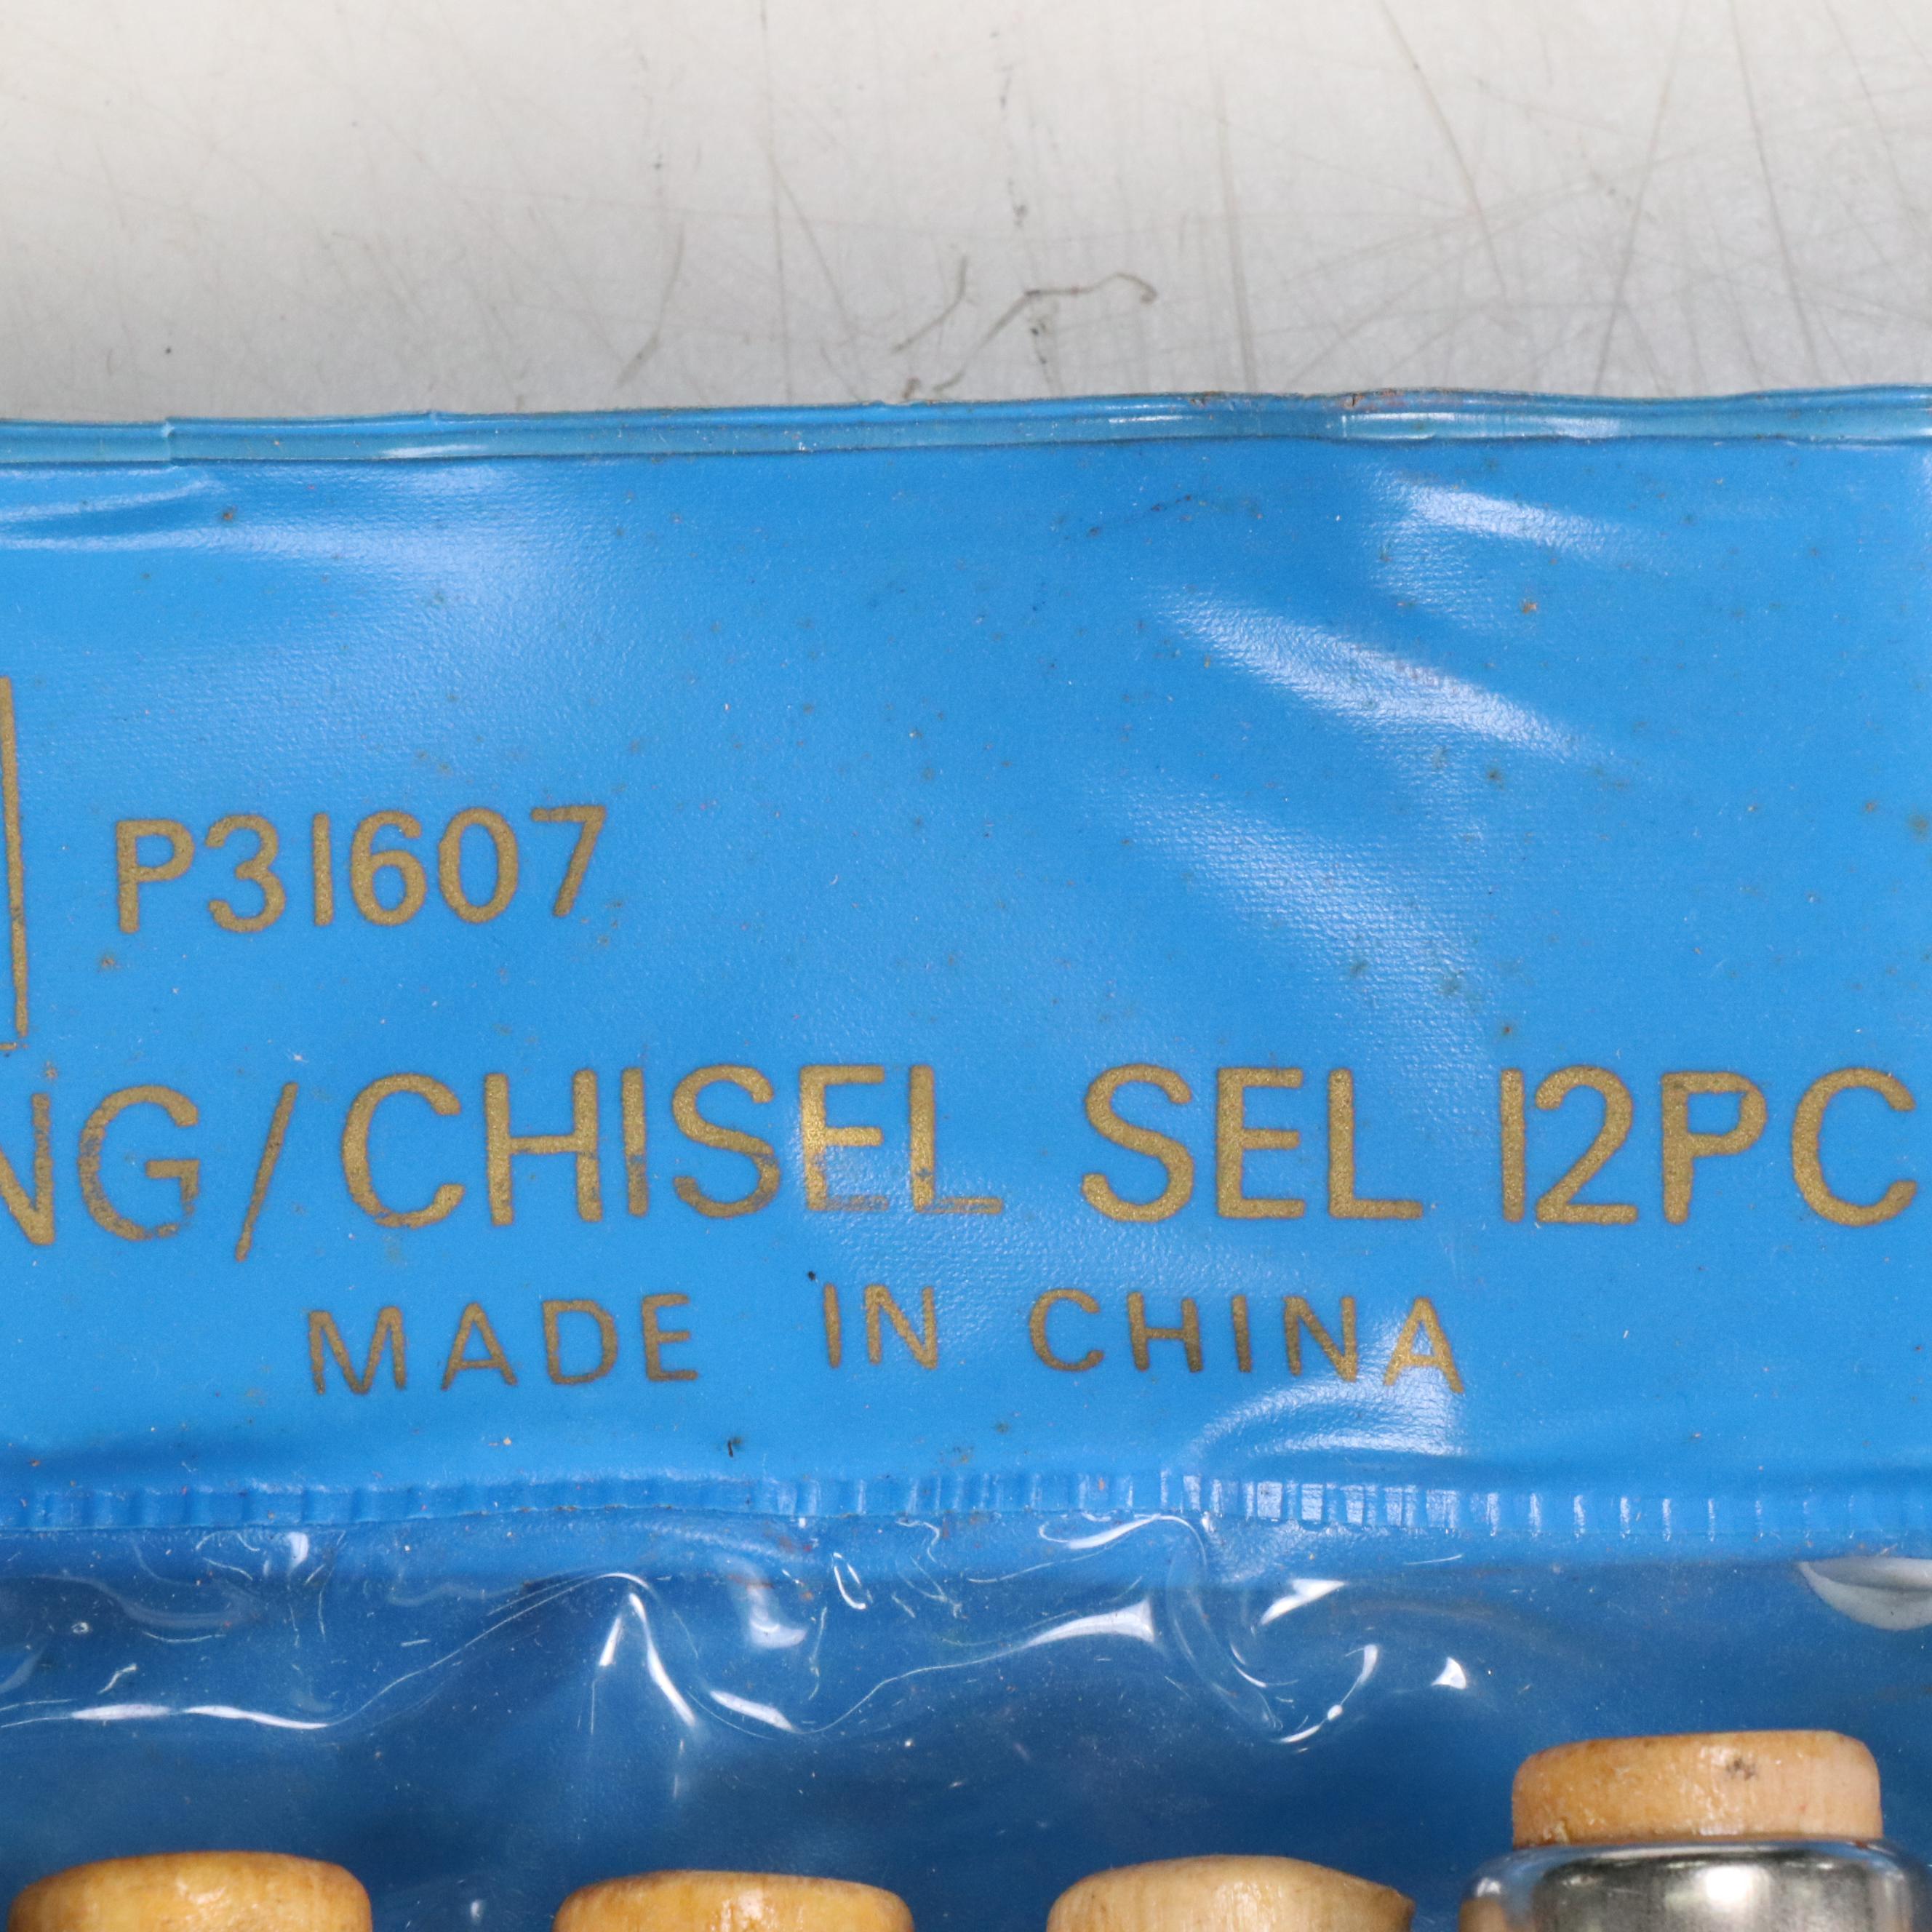 P31607
NG/CHISEL SEL 12PC
MADE IN CHINA